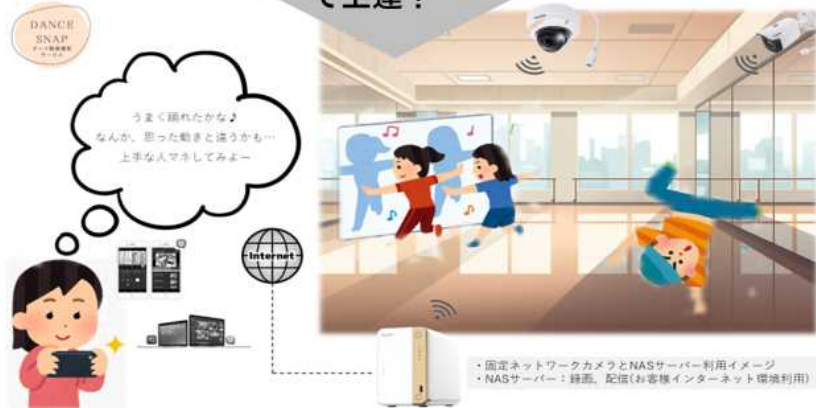 て上達！
DANCE
SNAP
サービス
うまく踊れたかな♪
なんか、思った動きと違うかも…
上手な人マネしてみよー
Internet
・固定ネットワークカメラとNASサーバー利用イメージ
・NASサーバー：録画、配信(お客様インターネット環境利用)